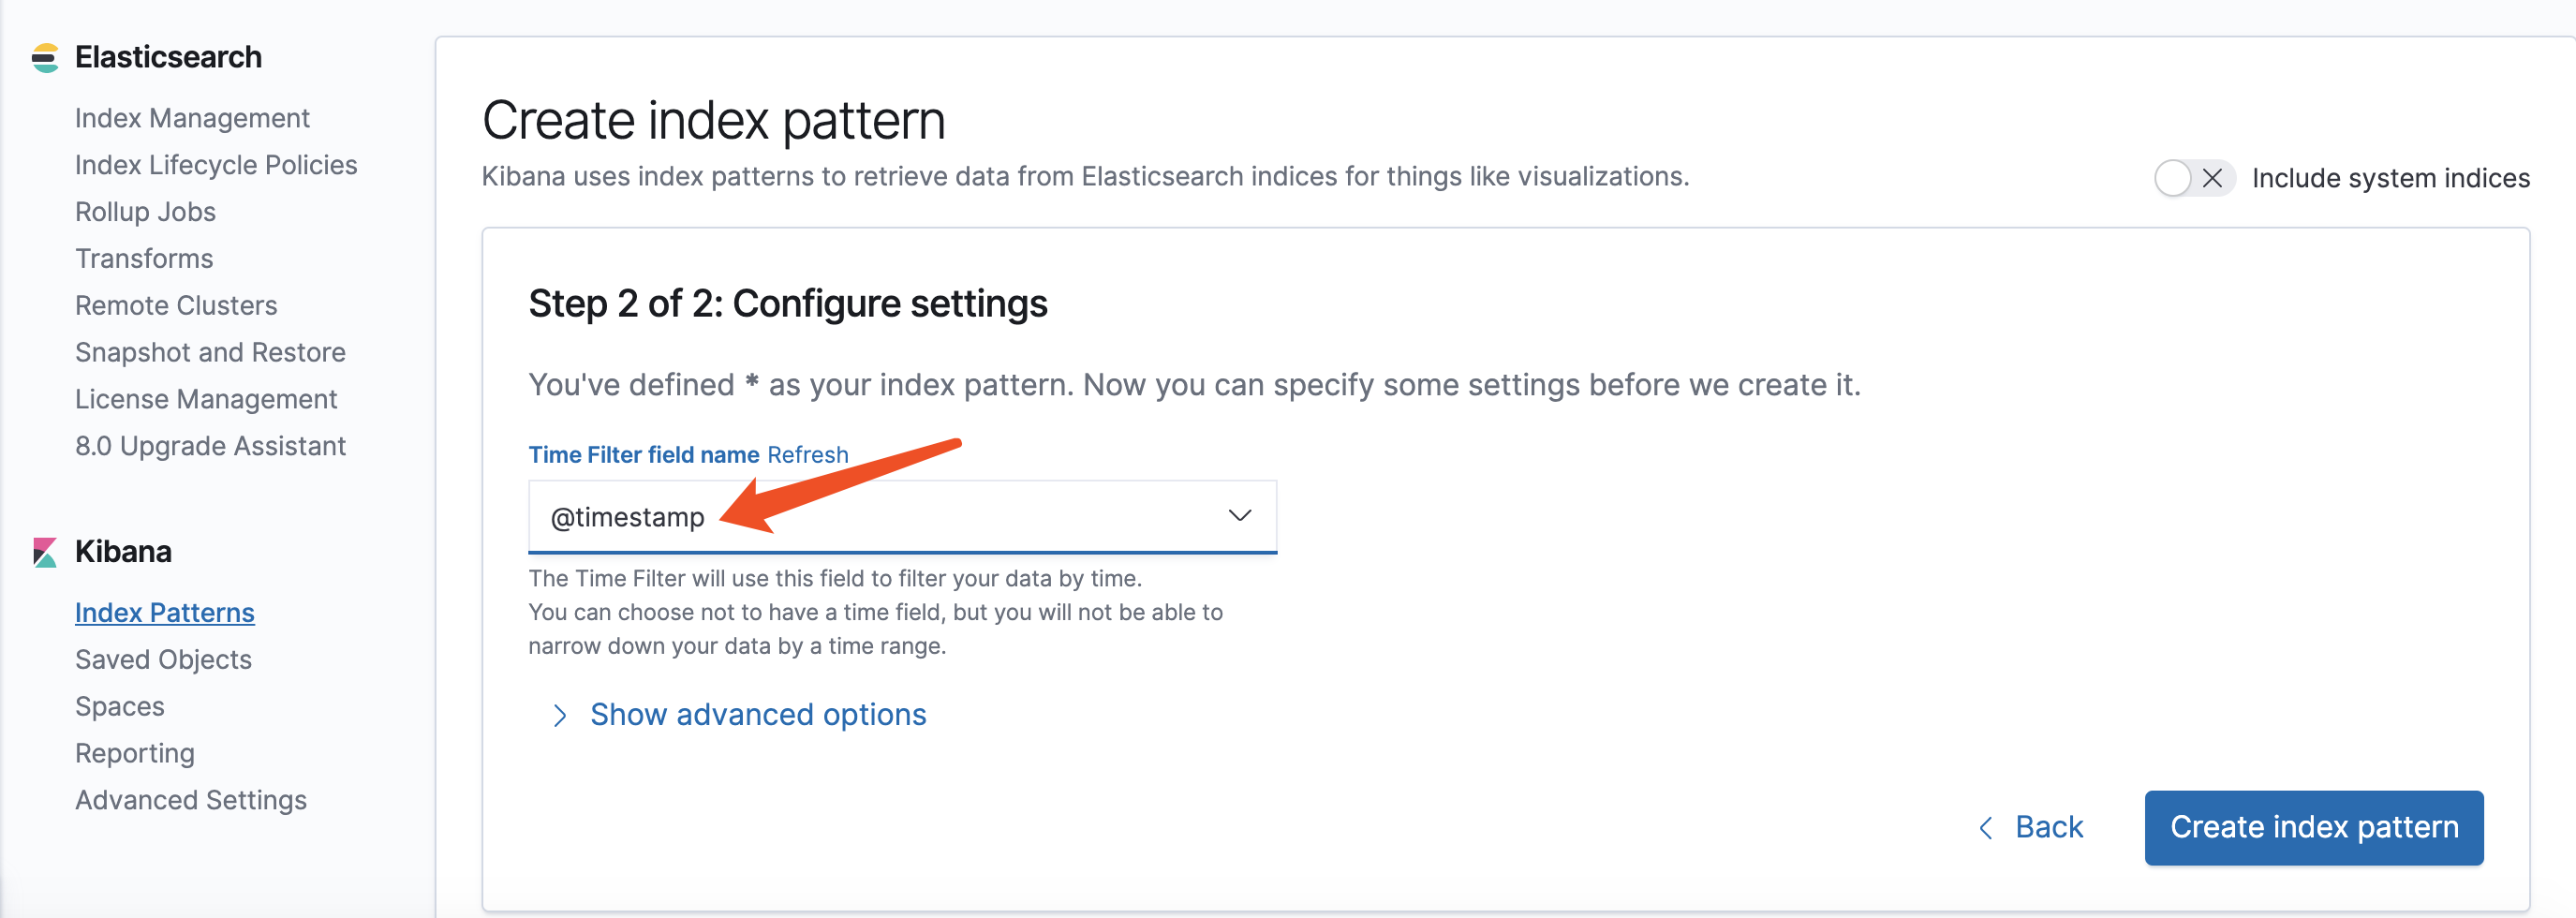 Elasticsearch
Index Management
Index Lifecycle Policies
Rollup Jobs
Transforms
Remote Clusters
Snapshot and Restore
License Management
8.0 Upgrade Assistant
Kibana
Index Patterns
Saved Objects
Spaces
Reporting
Advanced Settings
Create index pattern
Kibana uses index patterns to retrieve data from Elasticsearch indices for things like visualizations.
Include system indices
Step 2 of 2: Configure settings
You've defined * as your index pattern. Now you can specify some settings before we create it.
Time Filter field name Refresh
@timestamp
The Time Filter will use this field to filter your data by time.
You can choose not to have a time field, but you will not be able to
narrow down your data by a time range.
Show advanced options
Back
Create index pattern